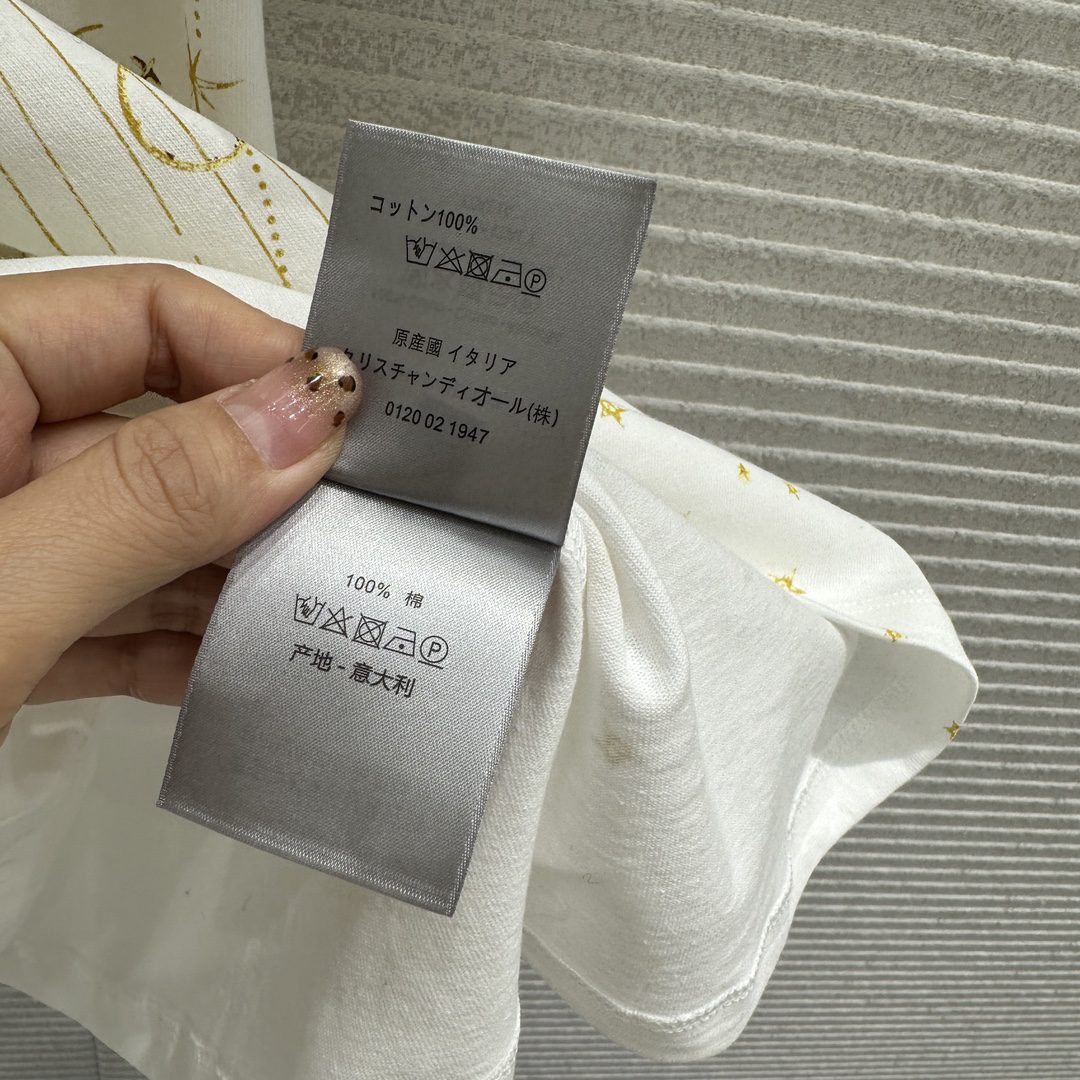 コットン100%
P
原産國 イタリア
クリスチャンディオール(株)
0120 02 1947
100% 棉
P
产地 - 意大利